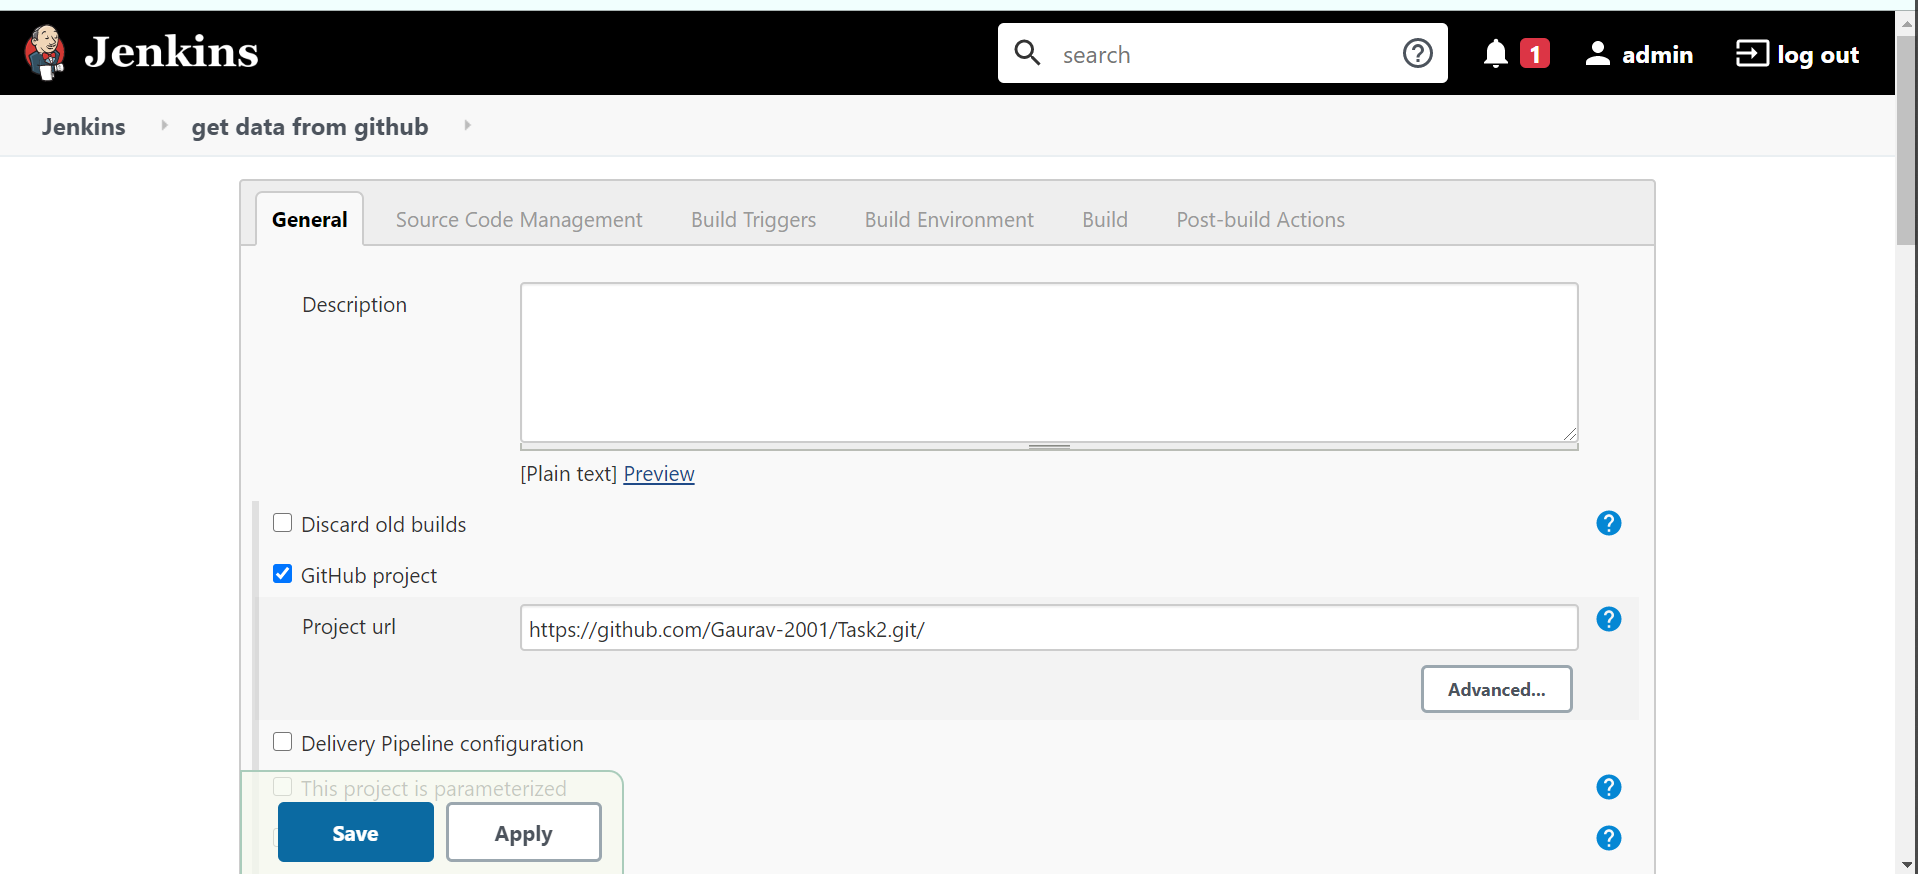 Jenkins
search
1
admin
log out
Jenkins
get data from github
General
Source Code Management
Build Triggers
Build Environment
Build
Post-build Actions
Description
[Plain text] Preview
Discard old builds
GitHub project
Project url
https://github.com/Gaurav-2001/Task2.git/
Advanced...
Delivery Pipeline configuration
This project is parameterized
Save
Apply